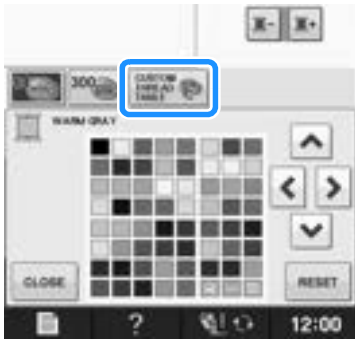 300
CUSTOM
THREAD
TABLE
WARM GRAY
CLOSE
RESET
?
12:00